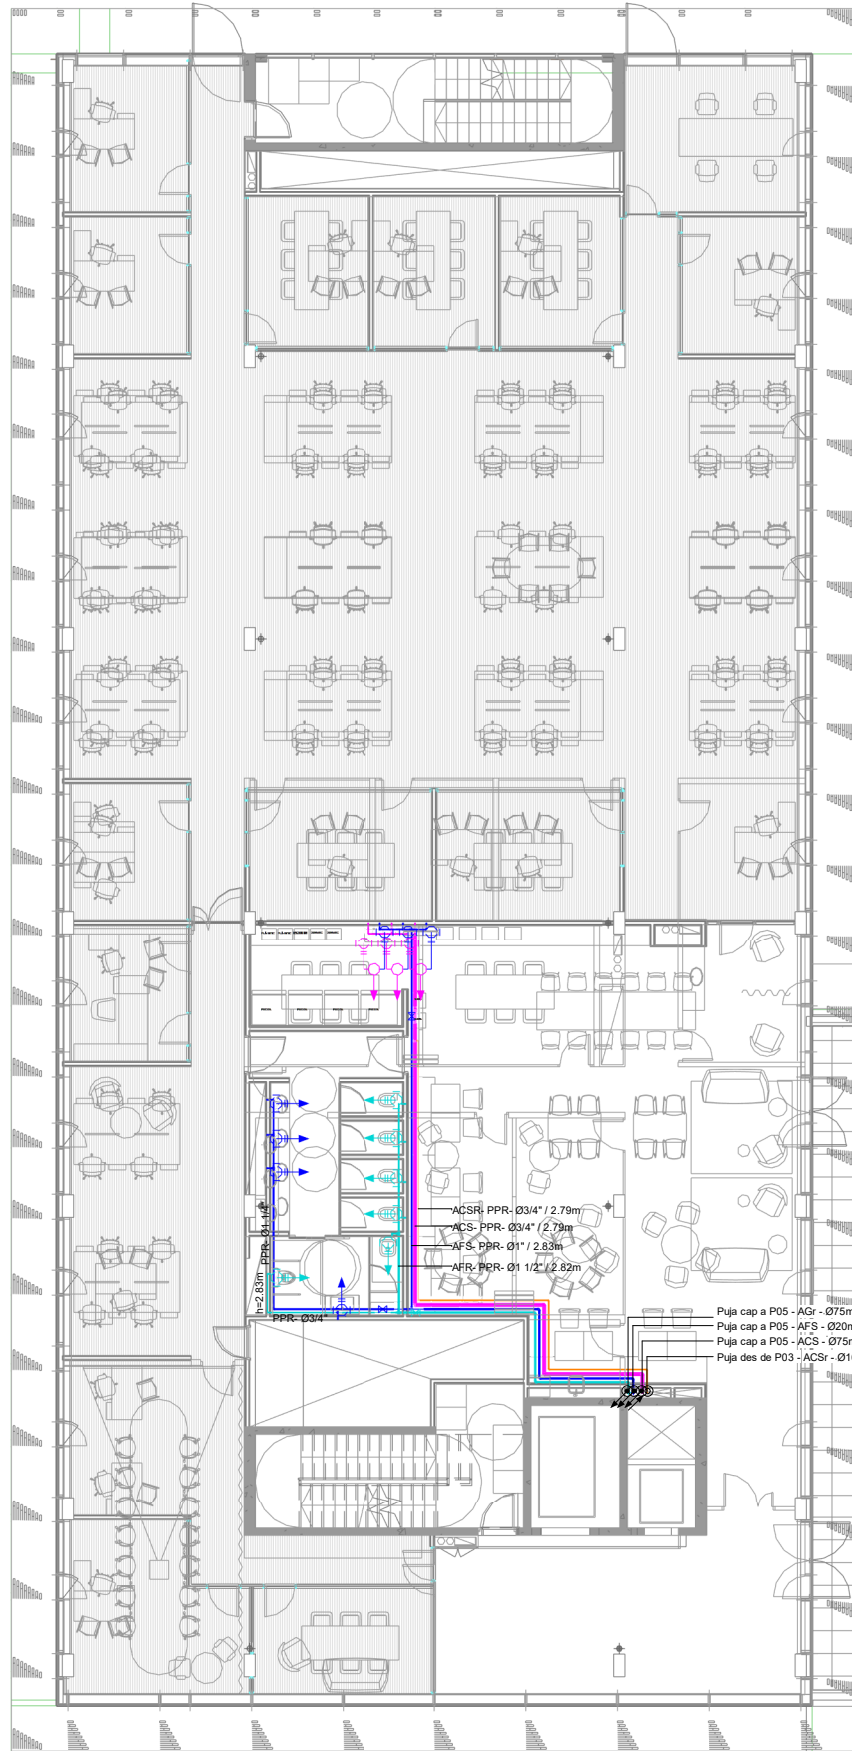 PPR- Ø1 1/4"
h=2.83m
PPR- Ø3/4"
ACSR- PPR- Ø3/4" / 2.79m
ACS- PPR- Ø3/4" / 2.79m
AFS- PPR- Ø1" / 2.83m
AFR- PPR- Ø1 1/2" / 2.82m
Puja cap a P05 - AGr - Ø75m
Puja cap a P05 - AFS - Ø20m
Puja cap a P05 - ACS - Ø75m
Puja des de P03 - ACSr - Ø1